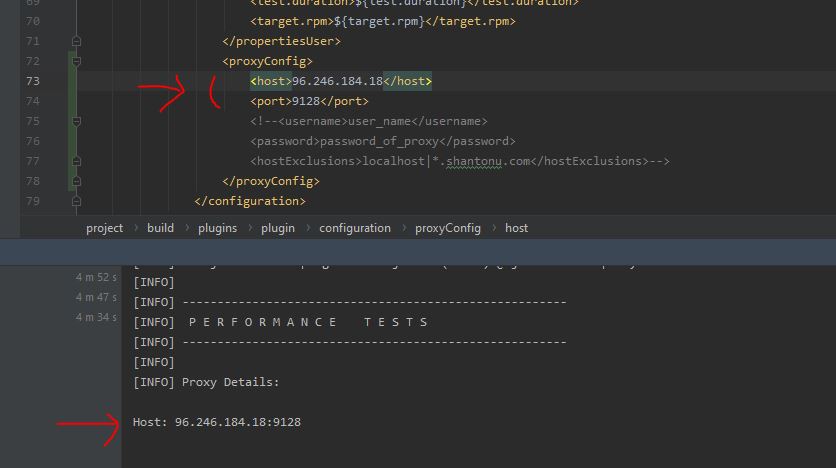 69 <test.duration>${test.duration}</test.duration>
70 <target.rpm>${target.rpm}</target.rpm>
71 </propertiesUser>
72 <proxyConfig>
73 <host>96.246.184.18</host>
74 <port>9128</port>
75 <!--<username>user_name</username>
76 <password>password_of_proxy</password>
77 <hostExclusions>localhost|*.shantonu.com</hostExclusions>-->
78 </proxyConfig>
79 </configuration>
project › build › plugins › plugin › configuration › proxyConfig › host
4 m 52 s
[INFO]
4 m 47 s [INFO] -------------------------------------------------------
4 m 34 s [INFO]  P E R F O R M A N C E    T E S T S
[INFO] -------------------------------------------------------
[INFO]
[INFO] Proxy Details:
Host: 96.246.184.18:9128